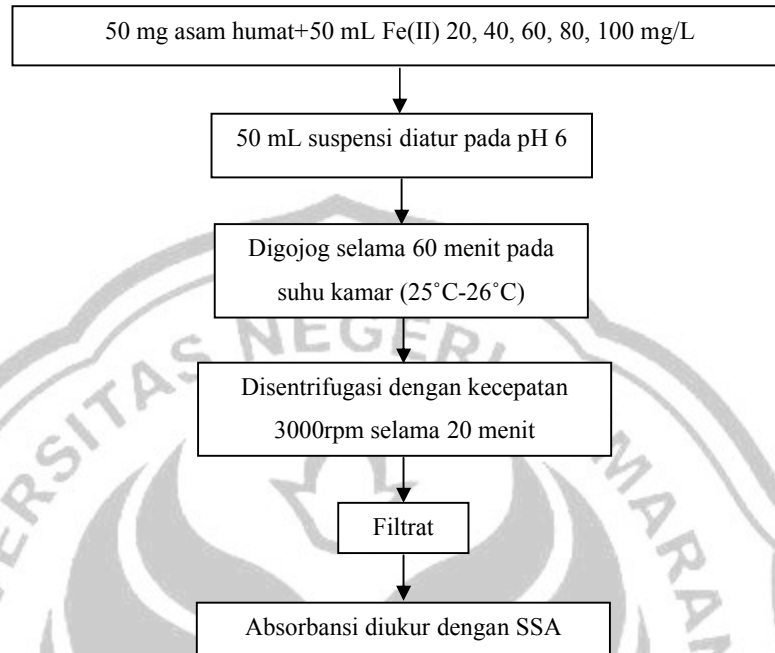 50 mg asam humat+50 mL Fe(II) 20, 40, 60, 80, 100 mg/L
50 mL suspensi diatur pada pH 6
Digojog selama 60 menit pada
suhu kamar (25˚C-26˚C)
Disentrifugasi dengan kecepatan
3000rpm selama 20 menit
Filtrat
Absorbansi diukur dengan SSA